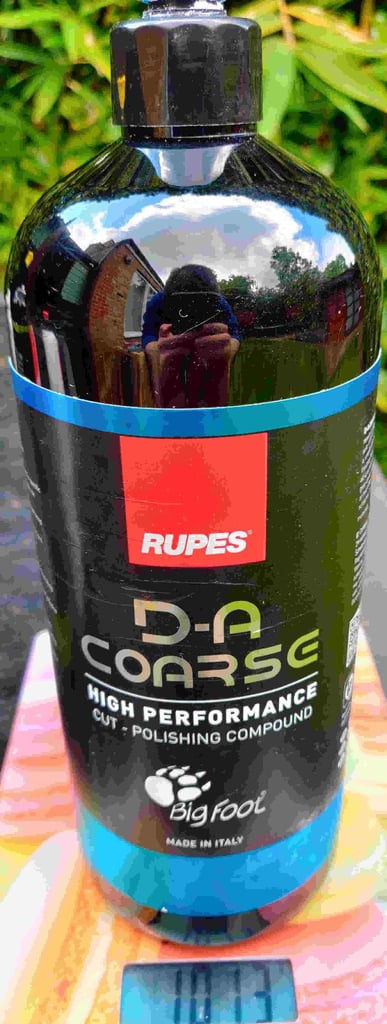 RUPES®
D-A
COARSE
HIGH PERFORMANCE
CUT - POLISHING COMPOUND
BigFoot
MADE IN ITALY